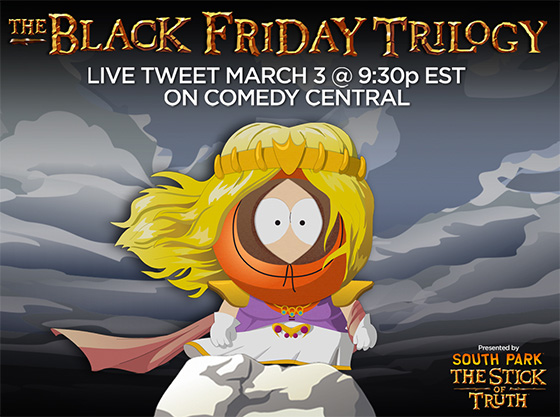 THE BLACK FRIDAY TRILOGY
LIVE TWEET MARCH 3 @ 9:30p EST
ON COMEDY CENTRAL
Presented by
SOUTH PARK
THE STICK
OF
TRUTH